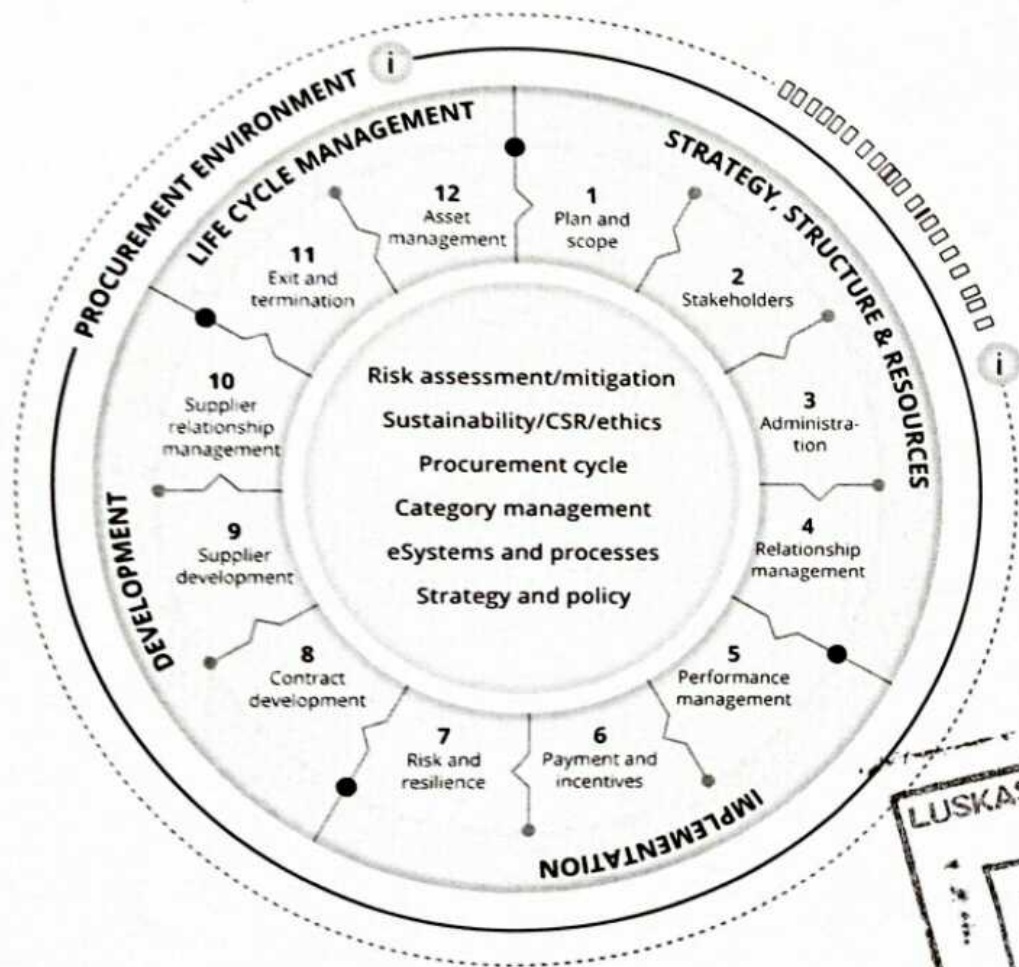 PROCUREMENT ENVIRONMENT
i
LIFE CYCLE MANAGEMENT
STRATEGY, STRUCTURE & RESOURCES
i
1
Plan and
scope
2
Stakeholders
3
Administra-
tion
4
Relationship
management
5
Performance
management
6
Payment and
incentives
IMPLEMENTATION
7
Risk and
resilience
8
Contract
development
DEVELOPMENT
9
Supplier
development
10
Supplier
relationship
management
11
Exit and
termination
12
Asset
management
Risk assessment/mitigation
Sustainability/CSR/ethics
Procurement cycle
Category management
eSystems and processes
Strategy and policy